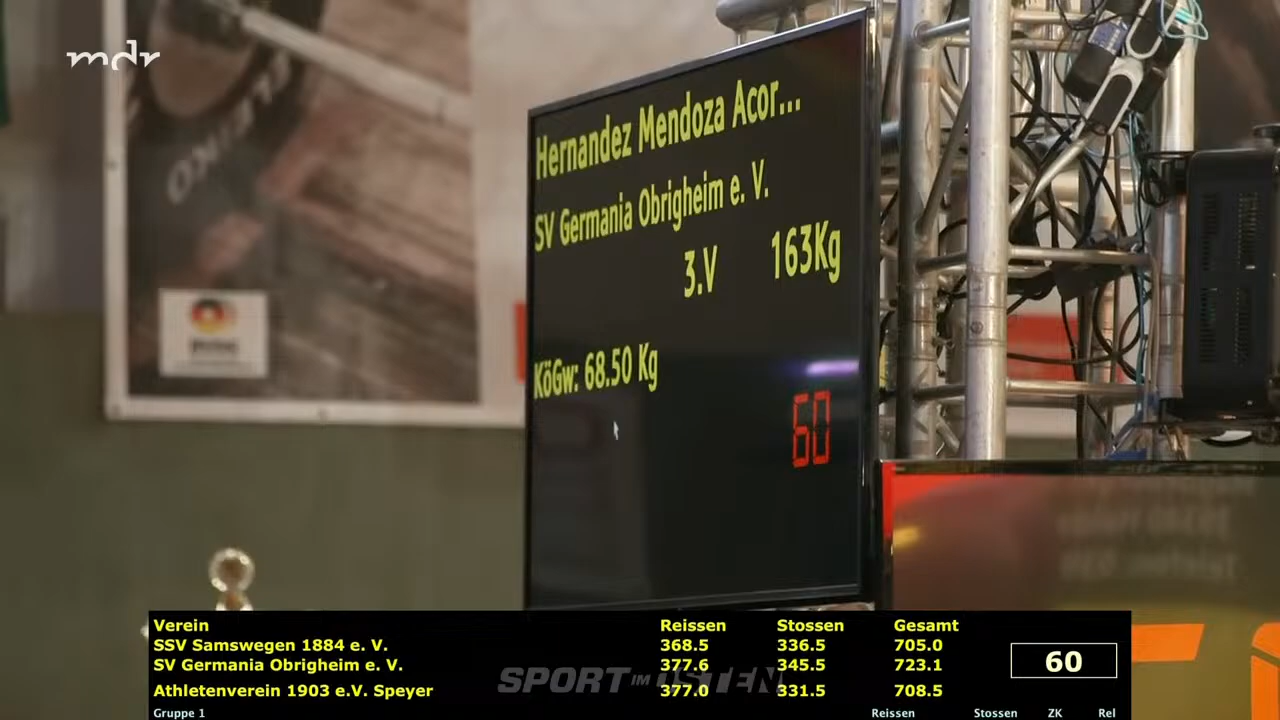 mdr
ELEIKO
Hernandez Mendoza Acor...
SV Germania Obrigheim e. V.
3.V 163Kg
KöGw: 68.50 Kg
60
Verein Reissen Stossen Gesamt
SSV Samswegen 1884 e. V. 368.5 336.5 705.0
SV Germania Obrigheim e. V. 377.6 345.5 723.1
60
Athletenverein 1903 e.V. Speyer 377.0 331.5 708.5
SPORT IM OSTEN
Gruppe 1 Reissen Stossen ZK Rel